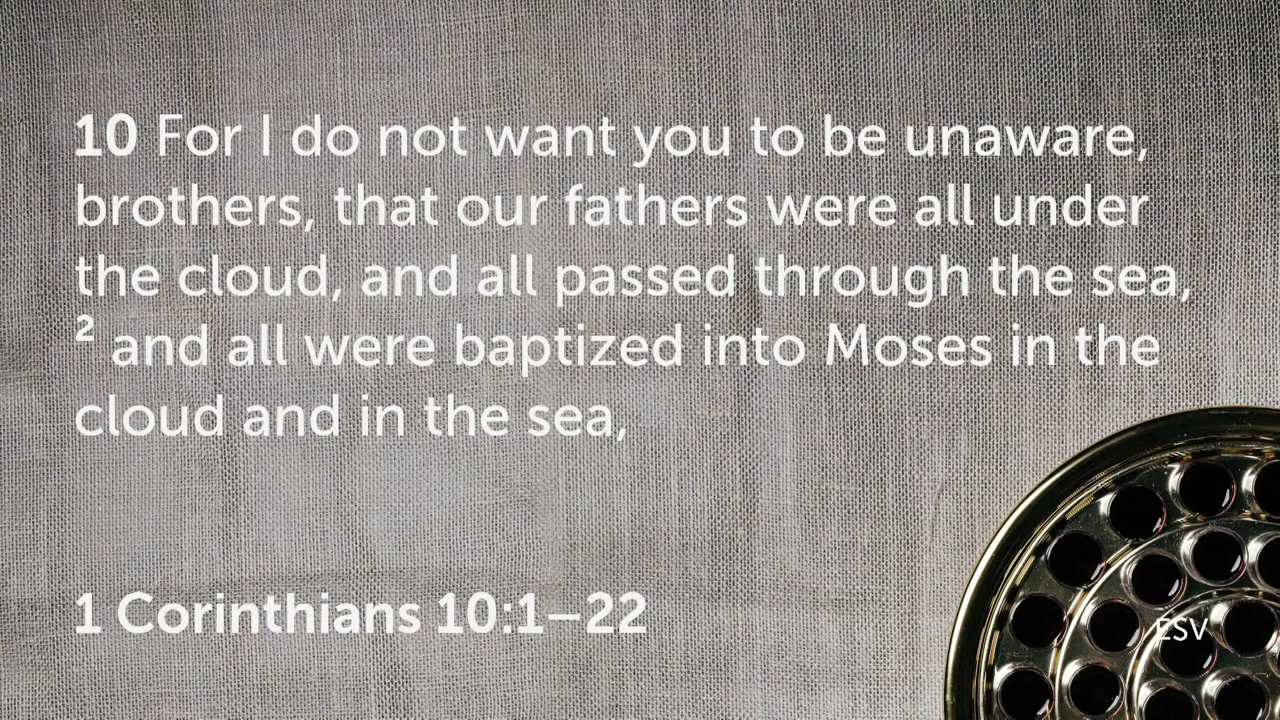 10 For I do not want you to be unaware,
brothers, that our fathers were all under
the cloud, and all passed through the sea,
² and all were baptized into Moses in the
cloud and in the sea,
1 Corinthians 10:1–22
ESV